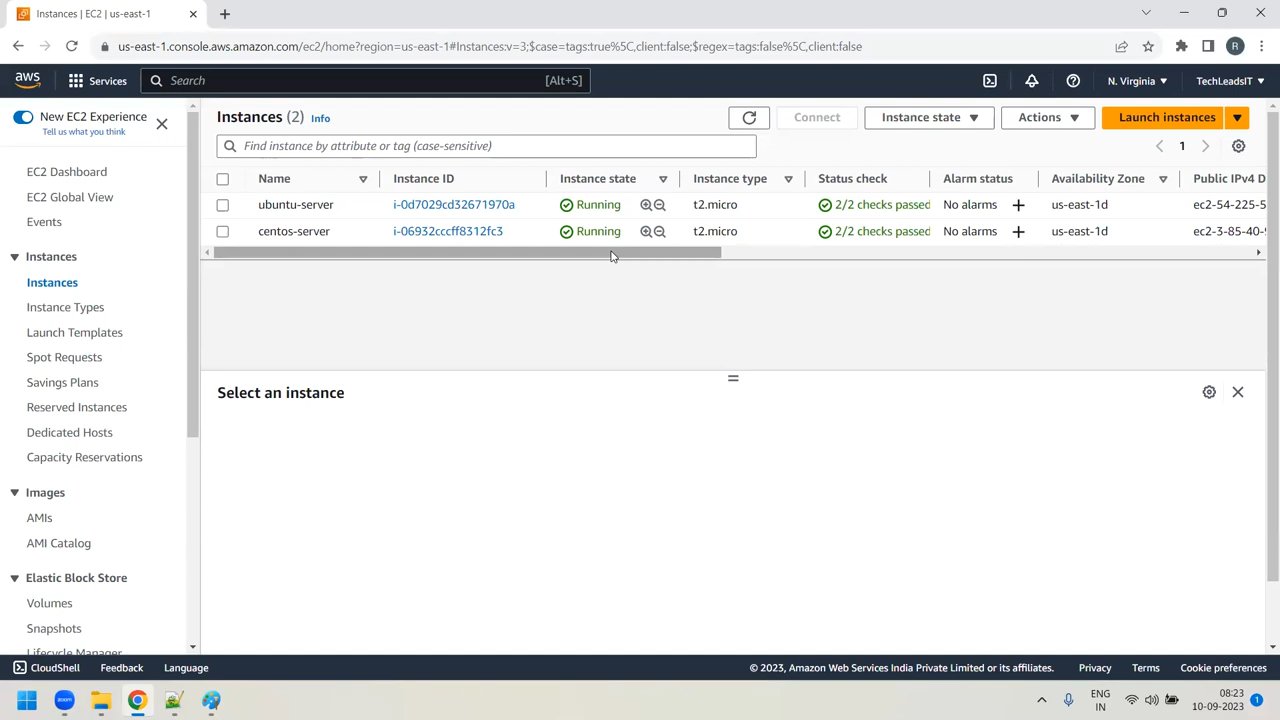 Instances | EC2 | us-east-1
us-east-1.console.aws.amazon.com/ec2/home?region=us-east-1#Instances:v=3;$case=tags:true%5C,client:false;$regex=tags:false%5C,client:false
R
aws
Services
Search
[Alt+S]
N. Virginia
TechLeadsIT
New EC2 Experience
Tell us what you think
EC2 Dashboard
EC2 Global View
Events
Instances
Instances
Instance Types
Launch Templates
Spot Requests
Savings Plans
Reserved Instances
Dedicated Hosts
Capacity Reservations
Images
AMIs
AMI Catalog
Elastic Block Store
Volumes
Snapshots
Lifecycle Manager
Instances (2) Info
Connect
Instance state
Actions
Launch instances
Find instance by attribute or tag (case-sensitive)
1
Name Instance ID Instance state Instance type Status check Alarm status Availability Zone Public IPv4 D
ubuntu-server i-0d7029cd32671970a Running t2.micro 2/2 checks passed No alarms us-east-1d ec2-54-225-5
centos-server i-06932cccff8312fc3 Running t2.micro 2/2 checks passed No alarms us-east-1d ec2-3-85-40-9
Select an instance
CloudShell Feedback Language © 2023, Amazon Web Services India Private Limited or its affiliates. Privacy Terms Cookie preferences
zoom
ENG
IN
08:23
10-09-2023
1